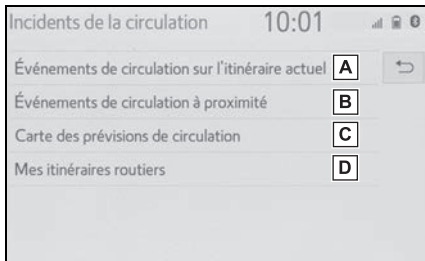 Incidents de la circulation 10:01 0
Événements de circulation sur l'itinéraire actuel A
Événements de circulation à proximité B
Carte des prévisions de circulation C
Mes itinéraires routiers D